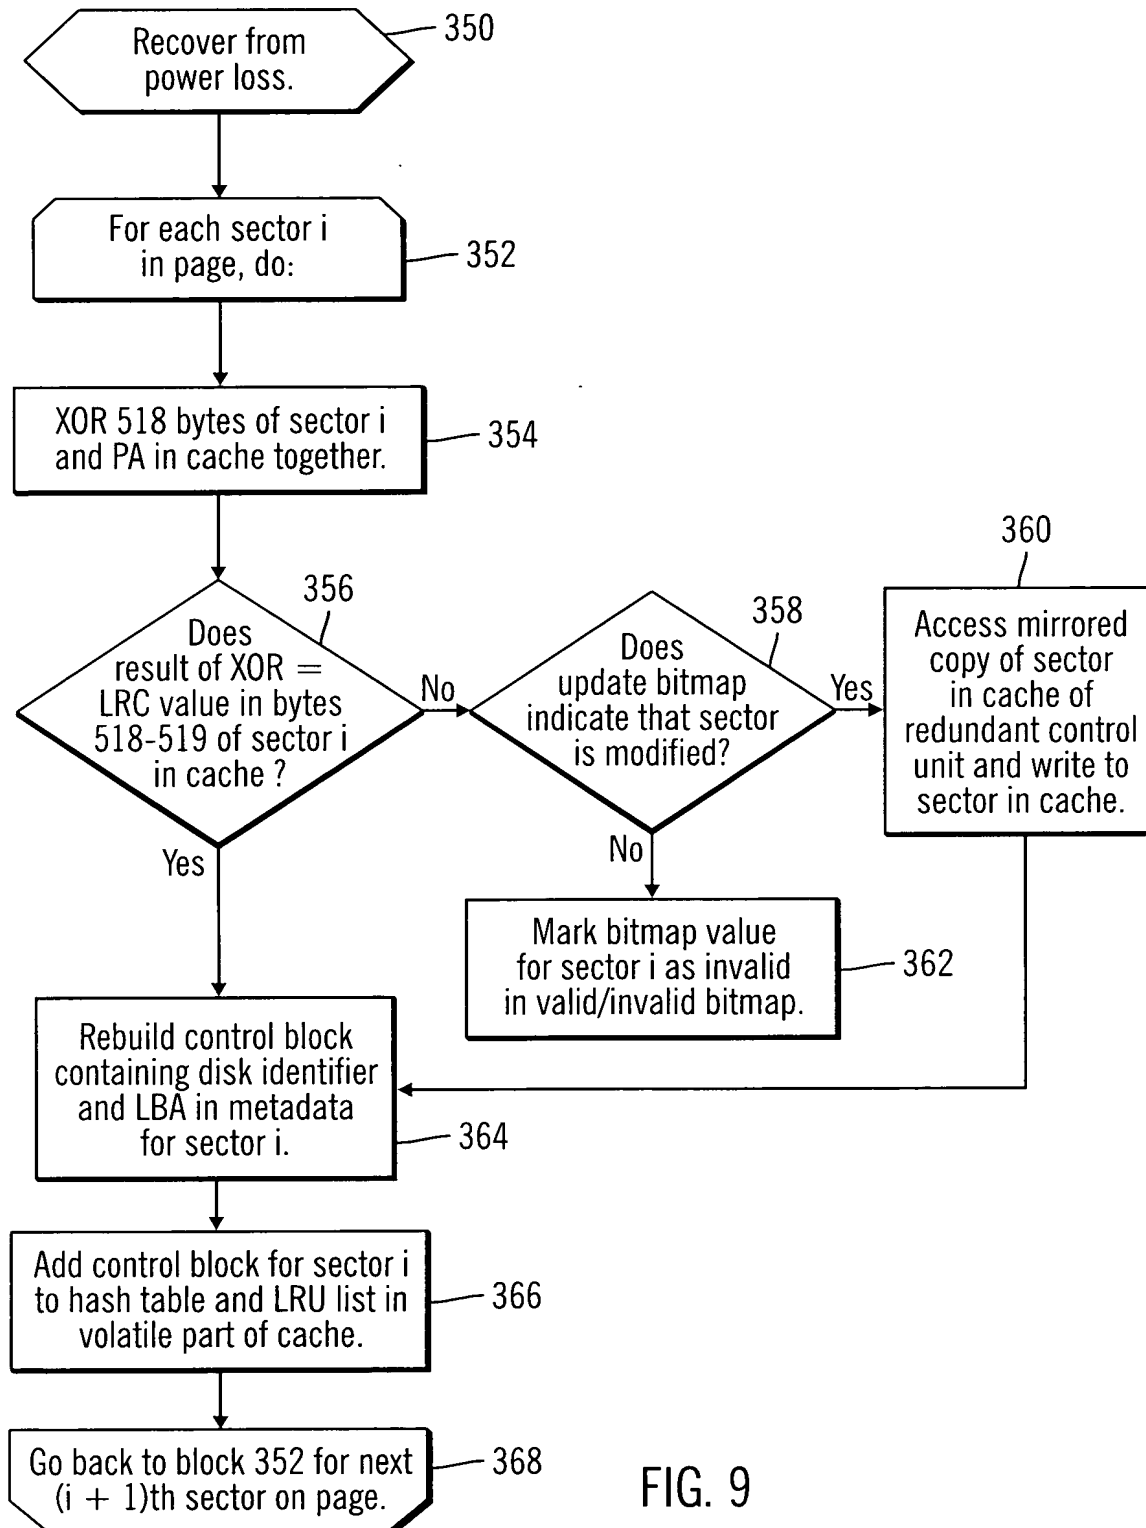 Recover from
power loss.
350
For each sector i
in page, do:
352
XOR 518 bytes of sector i
and PA in cache together.
354
Does
result of XOR =
LRC value in bytes
518-519 of sector i
in cache ?
356
No
Yes
Does
update bitmap
indicate that sector
is modified?
358
Yes
No
360
Access mirrored
copy of sector
in cache of
redundant control
unit and write to
sector in cache.
Mark bitmap value
for sector i as invalid
in valid/invalid bitmap.
362
Rebuild control block
containing disk identifier
and LBA in metadata
for sector i.
364
Add control block for sector i
to hash table and LRU list in
volatile part of cache.
366
Go back to block 352 for next
(i + 1)th sector on page.
368
FIG. 9